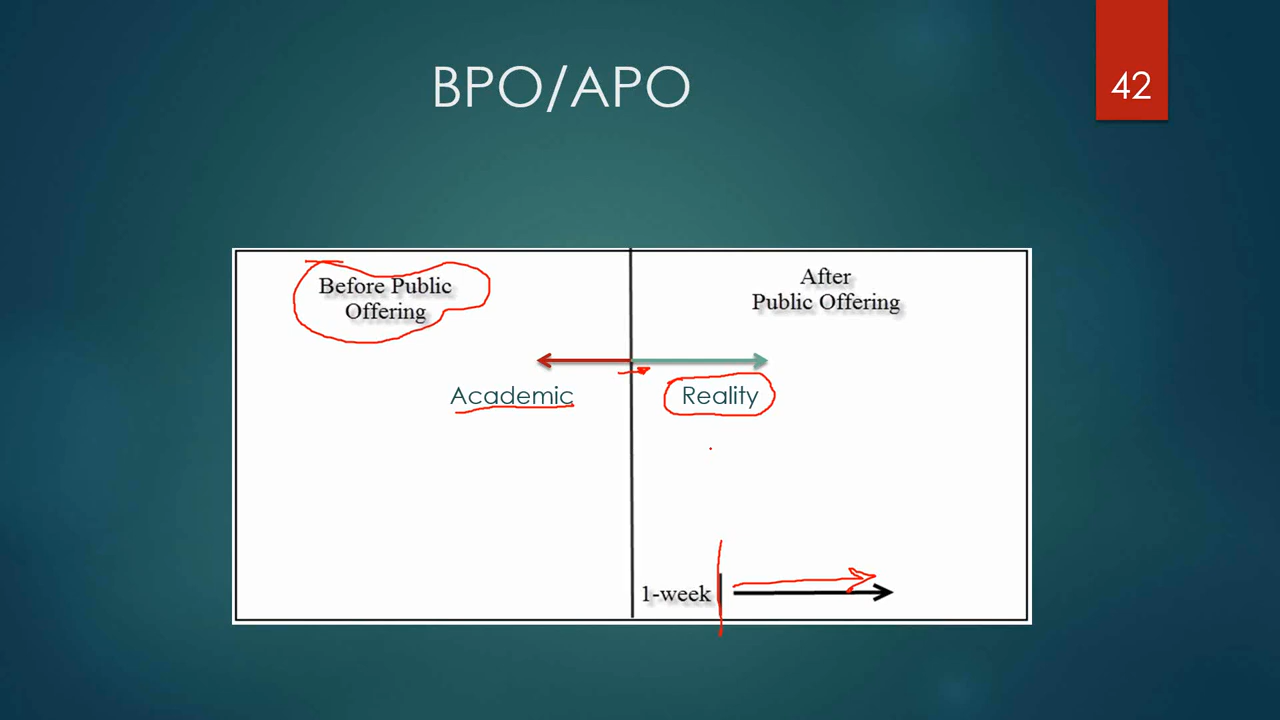 BPO/APO
42
Before Public
Offering
After
Public Offering
Academic
Reality
1-week